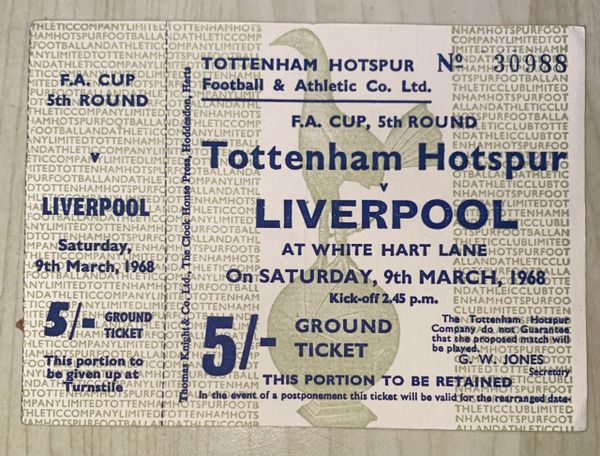 F.A. CUP
5th ROUND
v
LIVERPOOL
Saturday,
9th March, 1968
5/- GROUND
TICKET
This portion to
be given up at
Turnstile
Thomas Knight & Co. Ltd., The Clock House Press, Hoddesdon, Herts
TOTTENHAM HOTSPUR
Football & Athletic Co. Ltd.
No 30988
F.A. CUP, 5th ROUND
Tottenham Hotspur
v
LIVERPOOL
AT WHITE HART LANE
On SATURDAY, 9th MARCH, 1968
Kick-off 2.45 p.m.
5/- GROUND
TICKET
The Tottenham Hotspur
Company do not Guarantee
that the proposed match will
be played.
G. W. JONES
Secretary
THIS PORTION TO BE RETAINED
In the event of a postponement this ticket will be valid for the rearranged date.